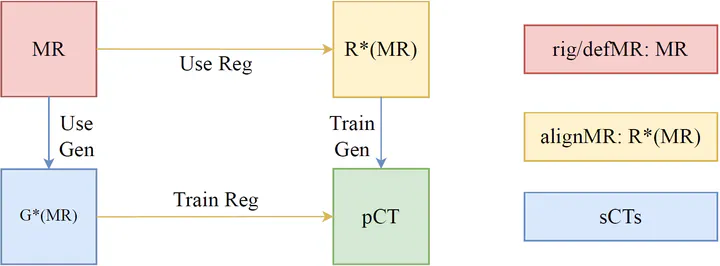 MR
Use Reg
R*(MR)
rig/defMR: MR
Use
Gen
Train
Gen
alignMR: R*(MR)
G*(MR)
Train Reg
pCT
sCTs